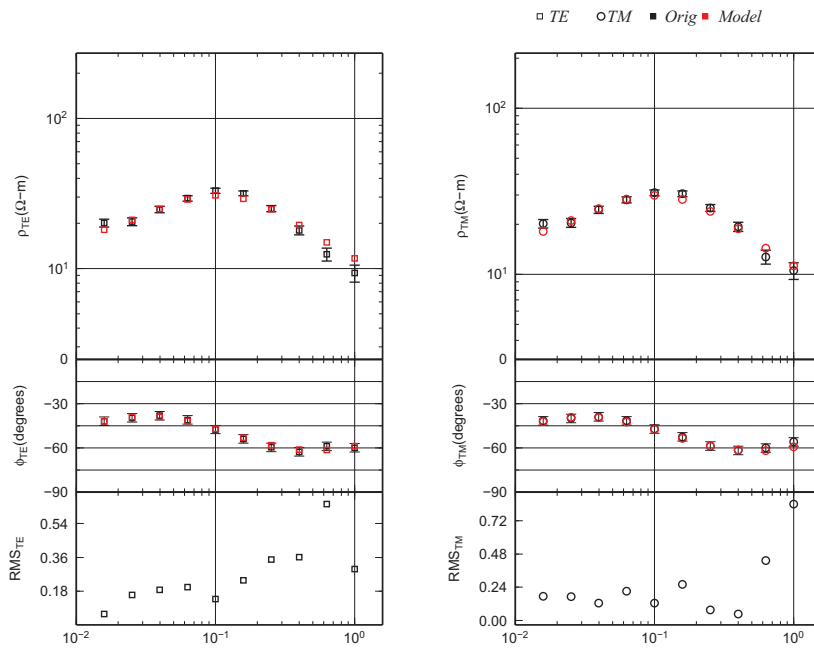 TE TM Orig Model
ρTE(Ω−m)
10²
10¹
0
ϕTE(degrees)
−30
−60
−90
RMSTE
0.54
0.36
0.18
10⁻² 10⁻¹ 10⁰
ρTM(Ω−m)
10²
10¹
0
ϕTM(degrees)
−30
−60
−90
RMSTM
0.72
0.48
0.24
0.00
10⁻² 10⁻¹ 10⁰